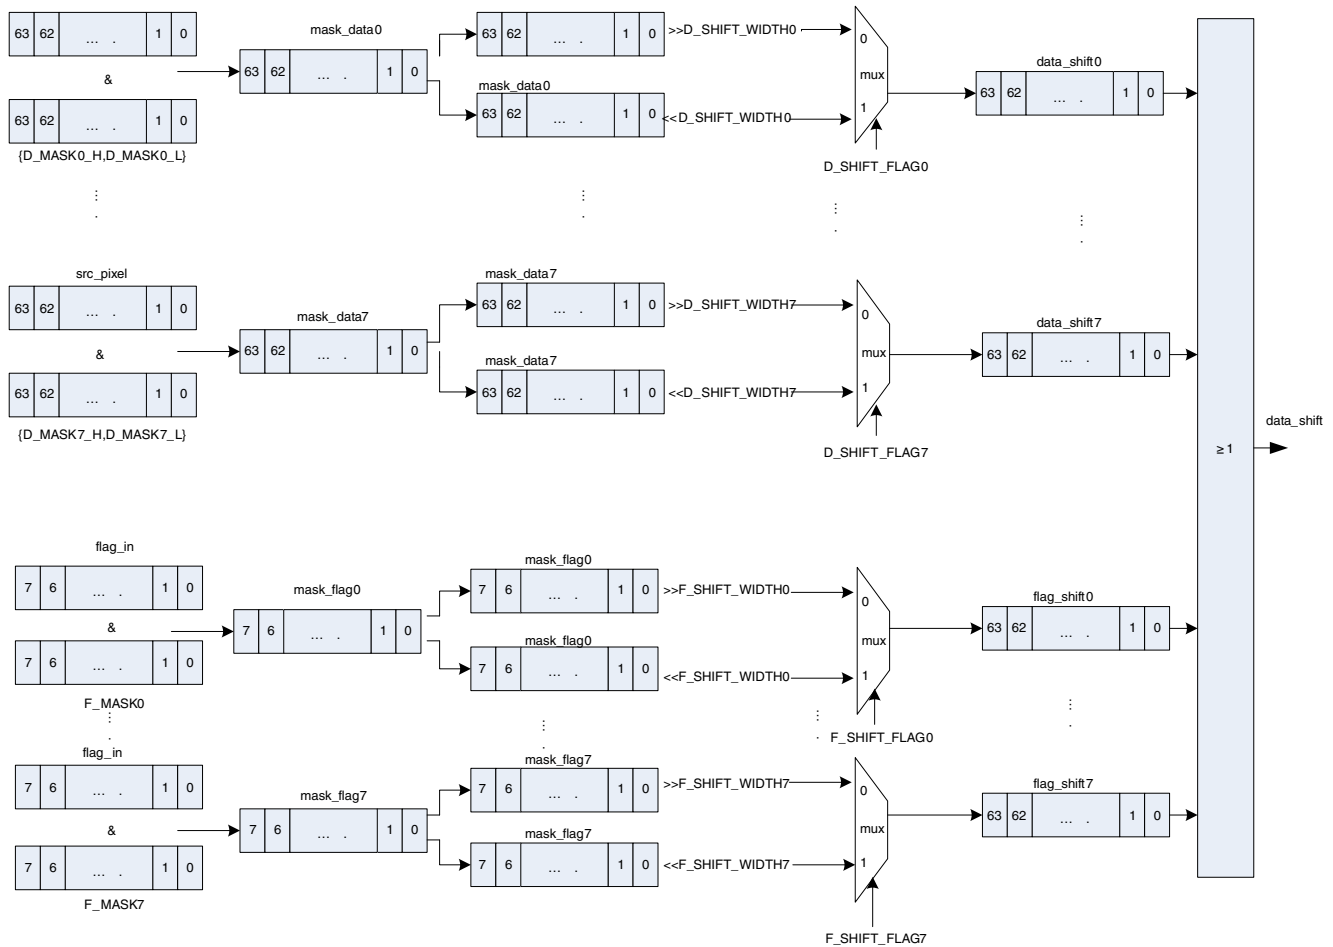 63 62 ... . 1 0
&
63 62 ... . 1 0
{D_MASK0_H,D_MASK0_L}
mask_data0
63 62 ... . 1 0
63 62 ... . 1 0
>>D_SHIFT_WIDTH0
mask_data0
63 62 ... . 1 0
<<D_SHIFT_WIDTH0
0
mux
1
D_SHIFT_FLAG0
data_shift0
63 62 ... . 1 0
src_pixel
63 62 ... . 1 0
&
63 62 ... . 1 0
{D_MASK7_H,D_MASK7_L}
mask_data7
63 62 ... . 1 0
mask_data7
63 62 ... . 1 0
>>D_SHIFT_WIDTH7
mask_data7
63 62 ... . 1 0
<<D_SHIFT_WIDTH7
0
mux
1
D_SHIFT_FLAG7
data_shift7
63 62 ... . 1 0
≥ 1
data_shift
flag_in
7 6 ... . 1 0
&
7 6 ... . 1 0
F_MASK0
mask_flag0
7 6 ... . 1 0
mask_flag0
7 6 ... . 1 0
>>F_SHIFT_WIDTH0
mask_flag0
7 6 ... . 1 0
<<F_SHIFT_WIDTH0
0
mux
1
F_SHIFT_FLAG0
flag_shift0
63 62 ... . 1 0
flag_in
7 6 ... . 1 0
&
7 6 ... . 1 0
F_MASK7
mask_flag7
7 6 ... . 1 0
mask_flag7
7 6 ... . 1 0
>>F_SHIFT_WIDTH7
mask_flag7
7 6 ... . 1 0
<<F_SHIFT_WIDTH7
0
mux
1
F_SHIFT_FLAG7
flag_shift7
63 62 ... . 1 0